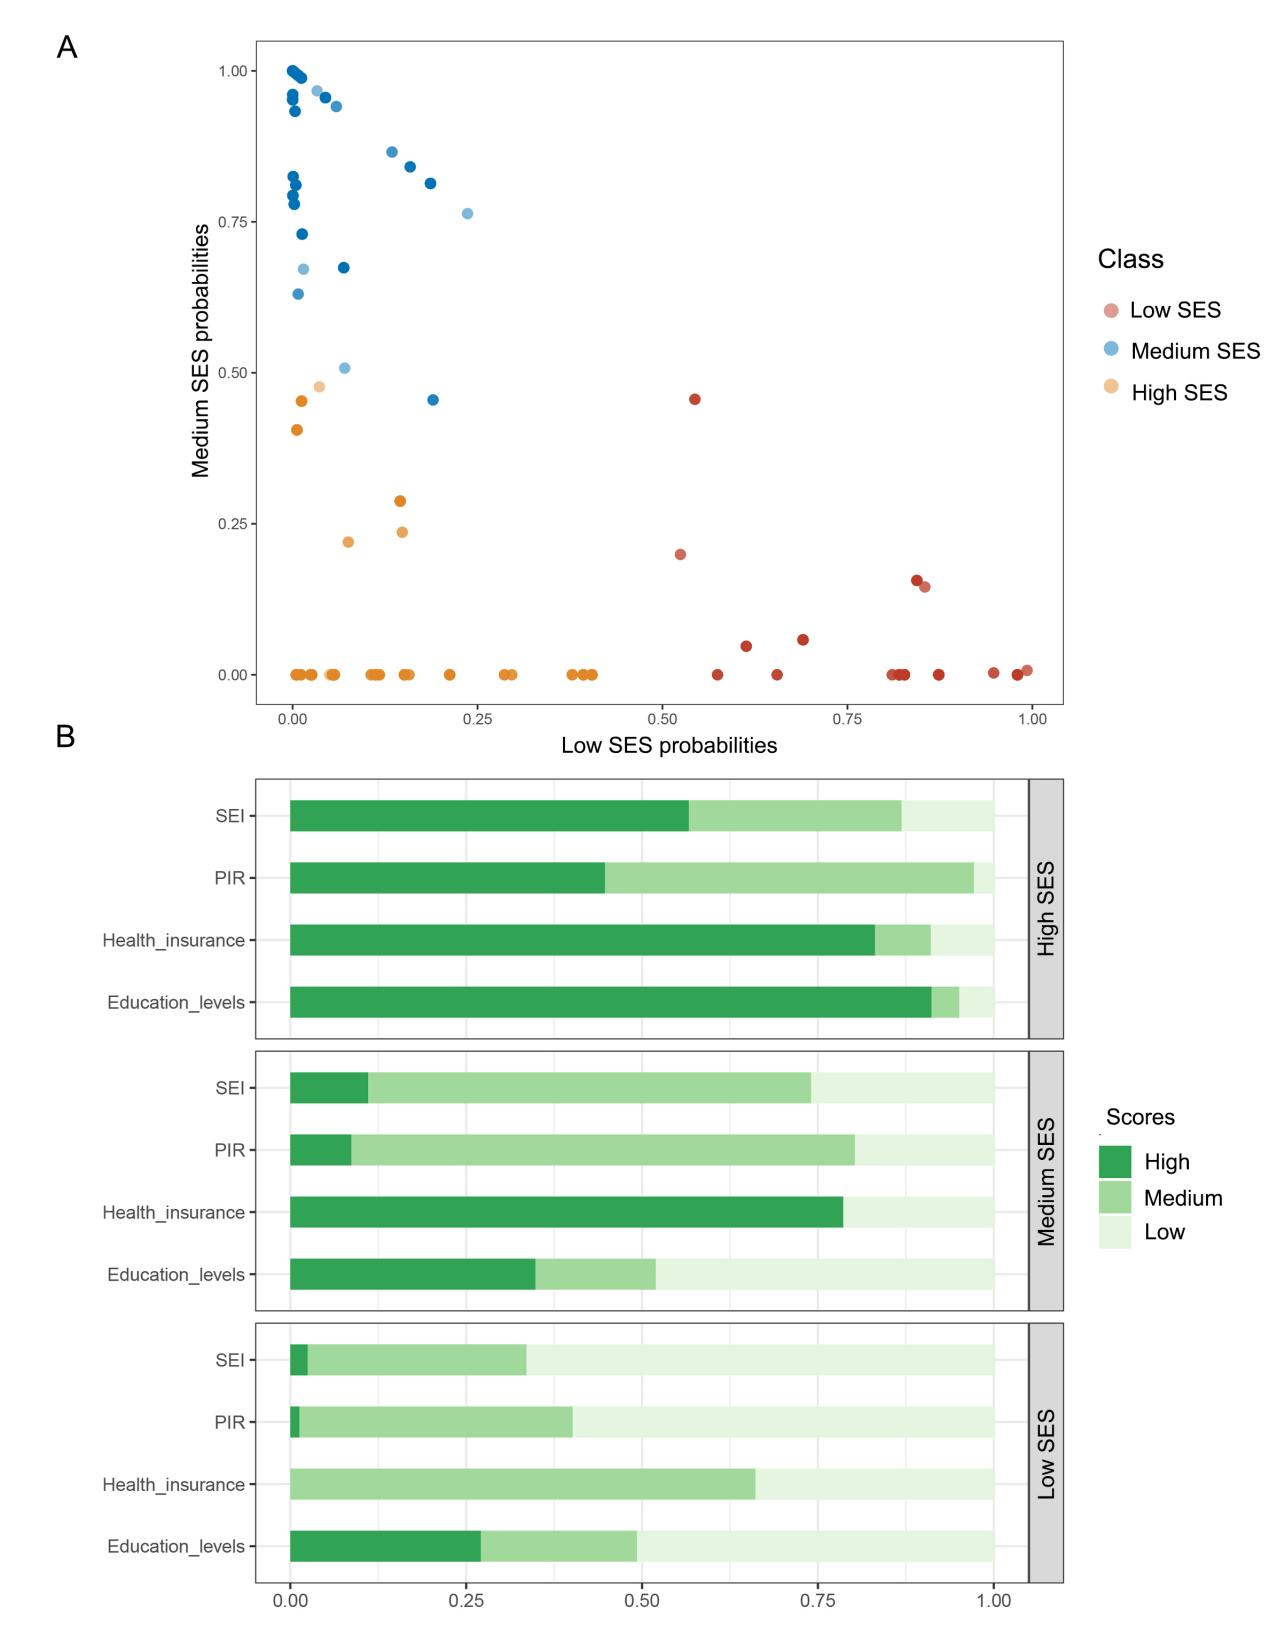 A
1.00
0.75
0.50
0.25
0.00
Medium SES probabilities
0.00 0.25 0.50 0.75 1.00
Low SES probabilities
Class
Low SES
Medium SES
High SES
B
SEI
PIR
Health_insurance
Education_levels
High SES
SEI
PIR
Health_insurance
Education_levels
Medium SES
SEI
PIR
Health_insurance
Education_levels
Low SES
0.00 0.25 0.50 0.75 1.00
Scores
High
Medium
Low